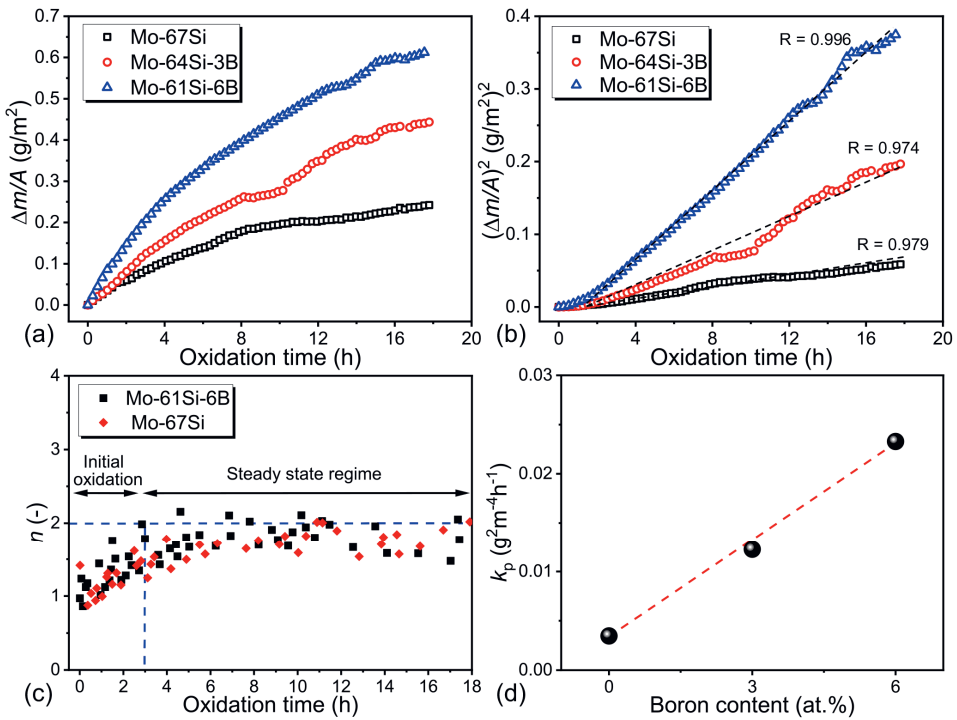 0.7
0.6
0.5
0.4
0.3
0.2
0.1
0.0
Δm/A (g/m²)
Mo-67Si
Mo-64Si-3B
Mo-61Si-6B
0 4 8 12 16 20
(a) Oxidation time (h)
0.4
0.3
0.2
0.1
0.0
(Δm/A)² (g/m²)²
Mo-67Si
Mo-64Si-3B
Mo-61Si-6B
R = 0.996
R = 0.974
R = 0.979
0 2 4 6 8 10 12 14 16 18 20
(b) Oxidation time (h)
4
3
2
1
0
n (-)
Mo-61Si-6B
Mo-67Si
Initial
oxidation
Steady state regime
0 2 4 6 8 10 12 14 16 18
(c) Oxidation time (h)
0.03
0.02
0.01
0.00
kₚ (g²m⁻⁴h⁻¹)
0 3 6
(d) Boron content (at.%)